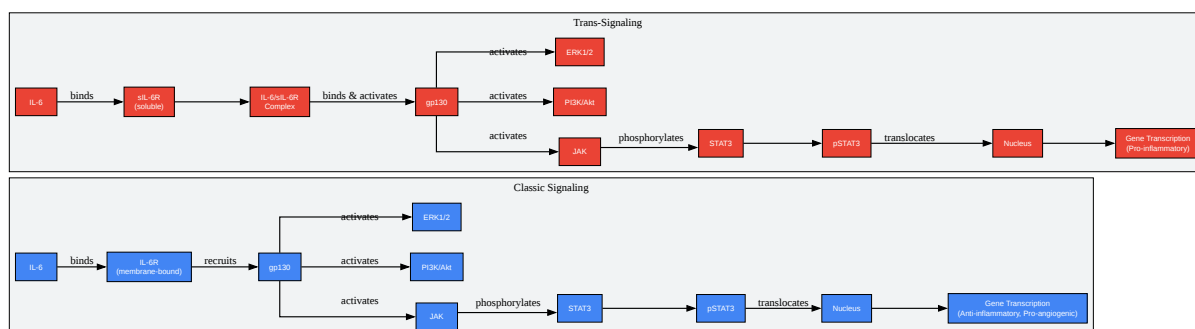 Trans-Signaling
activates
ERK1/2
IL-6
binds
sIL-6R
(soluble)
IL-6/sIL-6R
Complex
binds & activates
gp130
activates
PI3K/Akt
activates
JAK
phosphorylates
STAT3
pSTAT3
translocates
Nucleus
Gene Transcription
(Pro-inflammatory)
Classic Signaling
activates
ERK1/2
IL-6
binds
IL-6R
(membrane-bound)
recruits
gp130
activates
PI3K/Akt
activates
JAK
phosphorylates
STAT3
pSTAT3
translocates
Nucleus
Gene Transcription
(Anti-inflammatory, Pro-angiogenic)